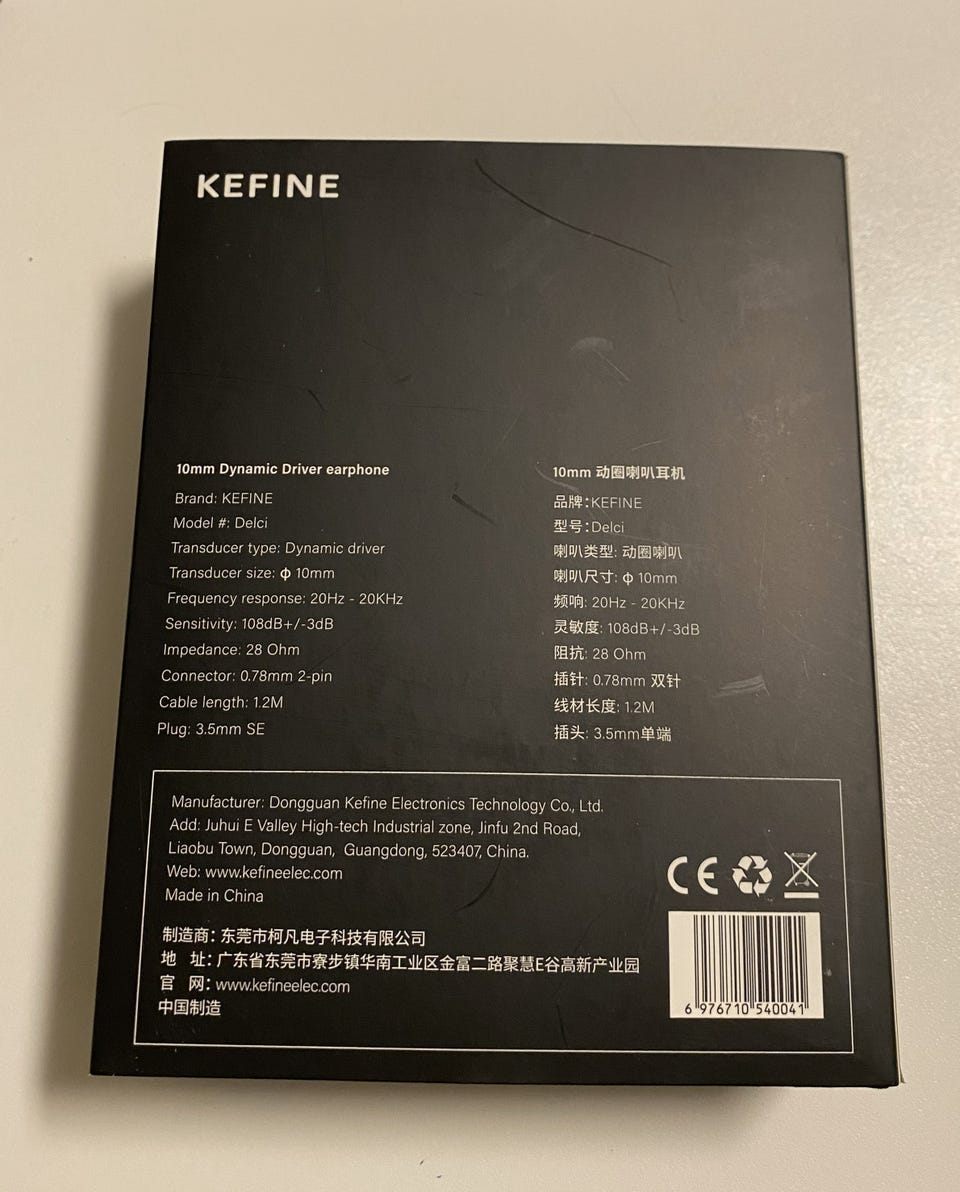 KEFINE
10mm Dynamic Driver earphone
Brand: KEFINE
Model #: Delci
Transducer type: Dynamic driver
Transducer size: ϕ 10mm
Frequency response: 20Hz - 20KHz
Sensitivity: 108dB+/-3dB
Impedance: 28 Ohm
Connector: 0.78mm 2-pin
Cable length: 1.2M
Plug: 3.5mm SE
10mm 动圈喇叭耳机
品牌：KEFINE
型号：Delci
喇叭类型: 动圈喇叭
喇叭尺寸: ϕ 10mm
频响: 20Hz - 20KHz
灵敏度: 108dB+/-3dB
阻抗: 28 Ohm
插针: 0.78mm 双针
线材长度: 1.2M
插头: 3.5mm单端
Manufacturer: Dongguan Kefine Electronics Technology Co., Ltd.
Add: Juhui E Valley High-tech Industrial zone, Jinfu 2nd Road,
Liaobu Town, Dongguan, Guangdong, 523407, China.
Web: www.kefineelec.com
Made in China
制造商：东莞市柯凡电子科技有限公司
地 址：广东省东莞市寮步镇华南工业区金富二路聚慧E谷高新产业园
官 网：www.kefineelec.com
中国制造
CE
6 976710 540041